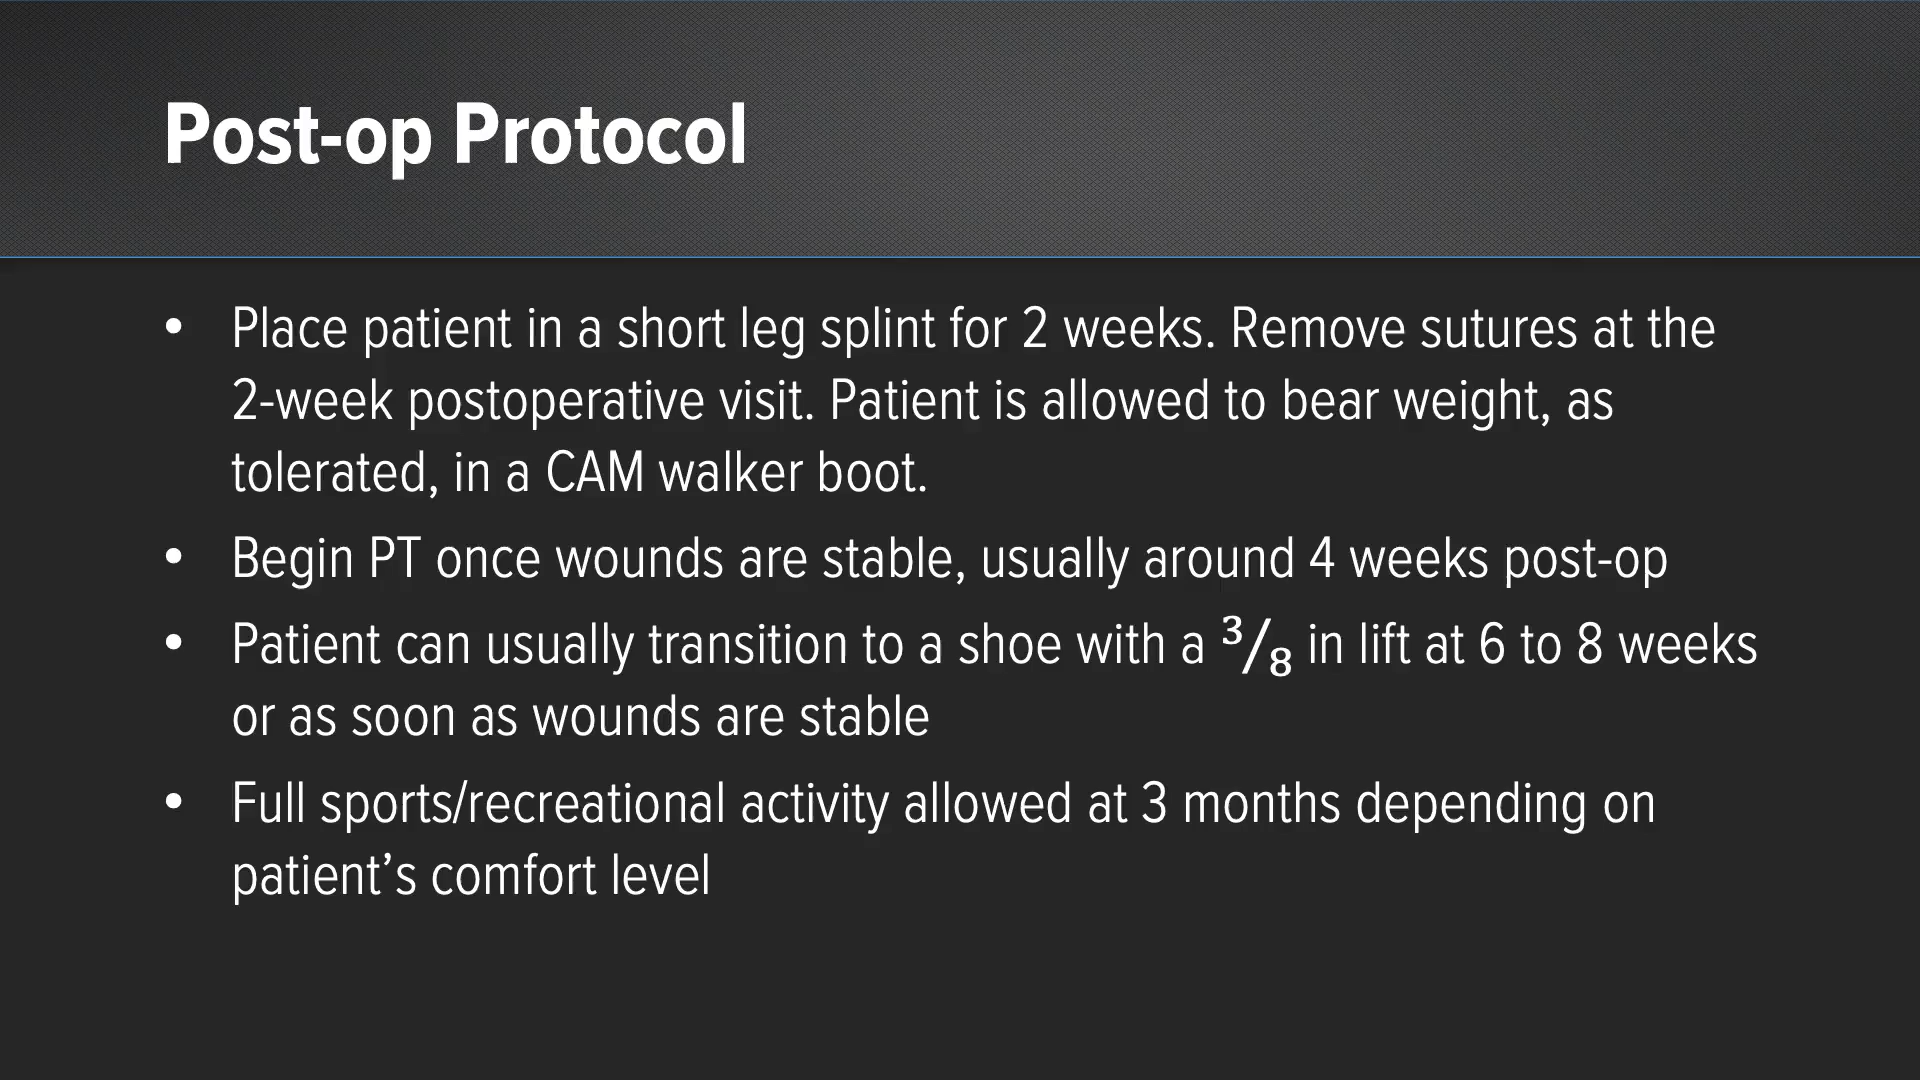 Post-op Protocol
• Place patient in a short leg splint for 2 weeks. Remove sutures at the
2-week postoperative visit. Patient is allowed to bear weight, as
tolerated, in a CAM walker boot.
• Begin PT once wounds are stable, usually around 4 weeks post-op
• Patient can usually transition to a shoe with a 3/8 in lift at 6 to 8 weeks
or as soon as wounds are stable
• Full sports/recreational activity allowed at 3 months depending on
patient’s comfort level